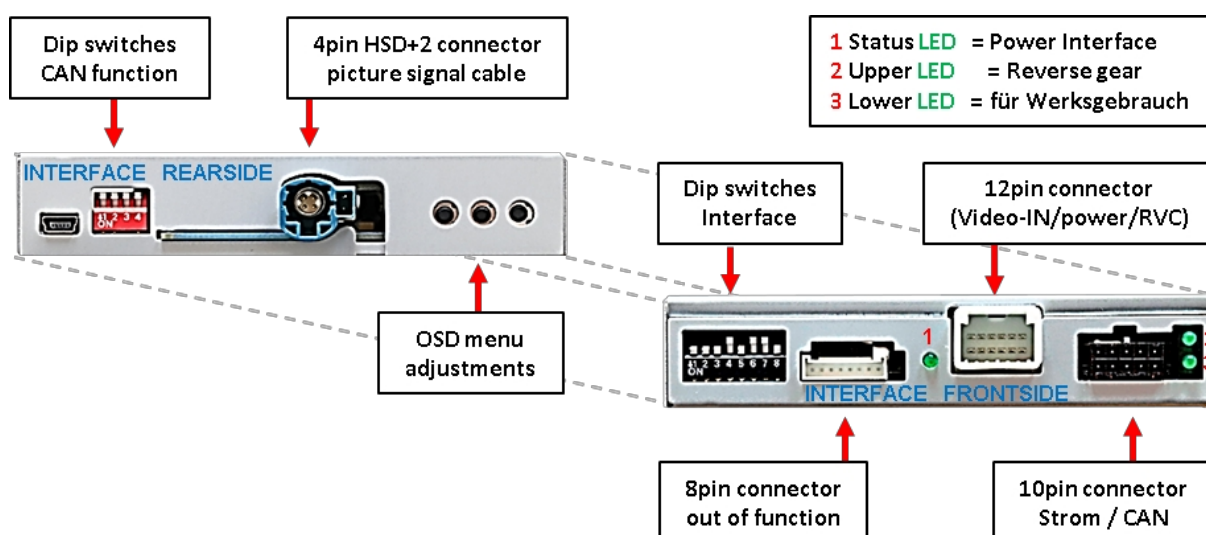 Dip switches
CAN function
4pin HSD+2 connector
picture signal cable
1 Status LED = Power Interface
2 Upper LED = Reverse gear
3 Lower LED = für Werksgebrauch
INTERFACE REARSIDE
1 2 3 4
ON
Dip switches
Interface
12pin connector
(Video-IN/power/RVC)
OSD menu
adjustments
1
1 2 3 4 5 6 7 8
ON
INTERFACE FRONTSIDE
8pin connector
out of function
10pin connector
Strom / CAN